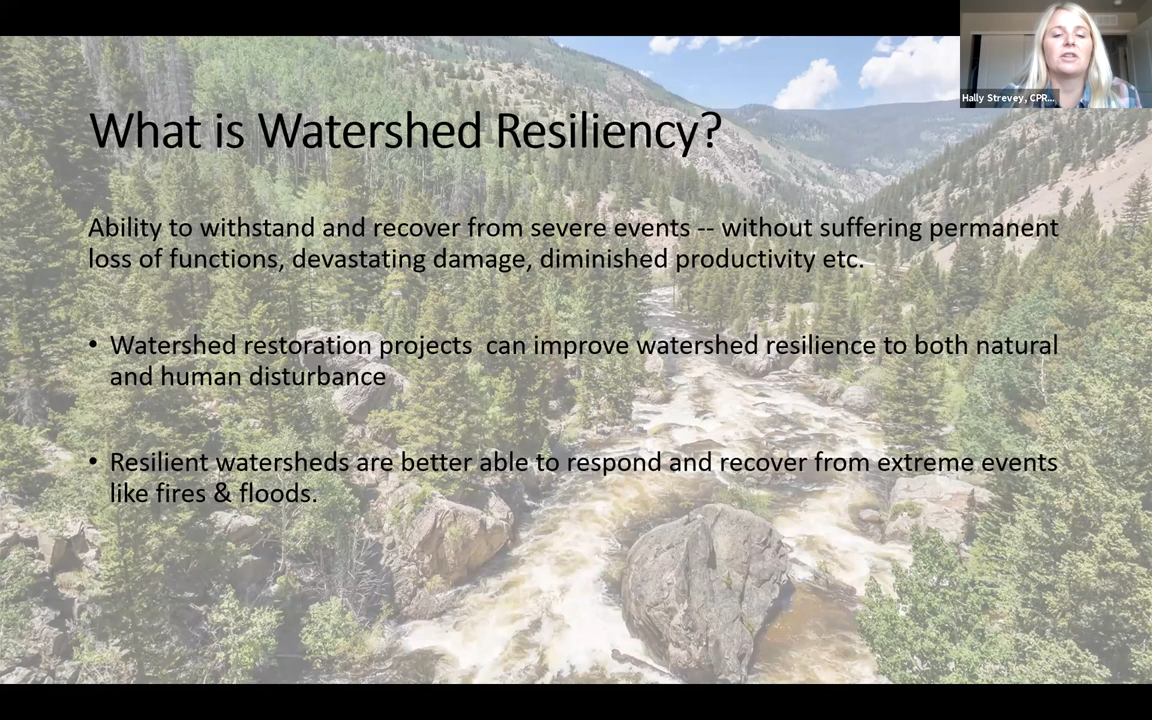 Hally Strevey, CPR...
What is Watershed Resiliency?
Ability to withstand and recover from severe events -- without suffering permanent
loss of functions, devastating damage, diminished productivity etc.
• Watershed restoration projects  can improve watershed resilience to both natural
and human disturbance
• Resilient watersheds are better able to respond and recover from extreme events
like fires & floods.